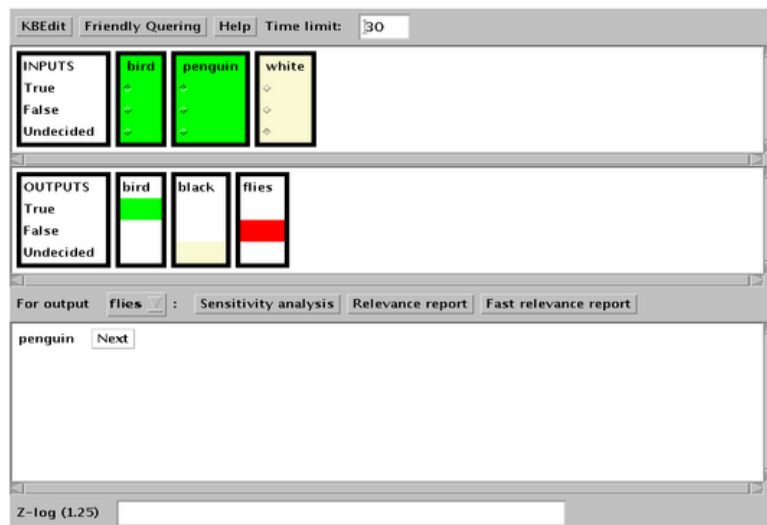 KBEdit Friendly Quering Help Time limit: 30
INPUTS bird penguin white
True
False
Undecided
OUTPUTS bird black flies
True
False
Undecided
For output flies : Sensitivity analysis Relevance report Fast relevance report
penguin Next
Z-log (1.25)